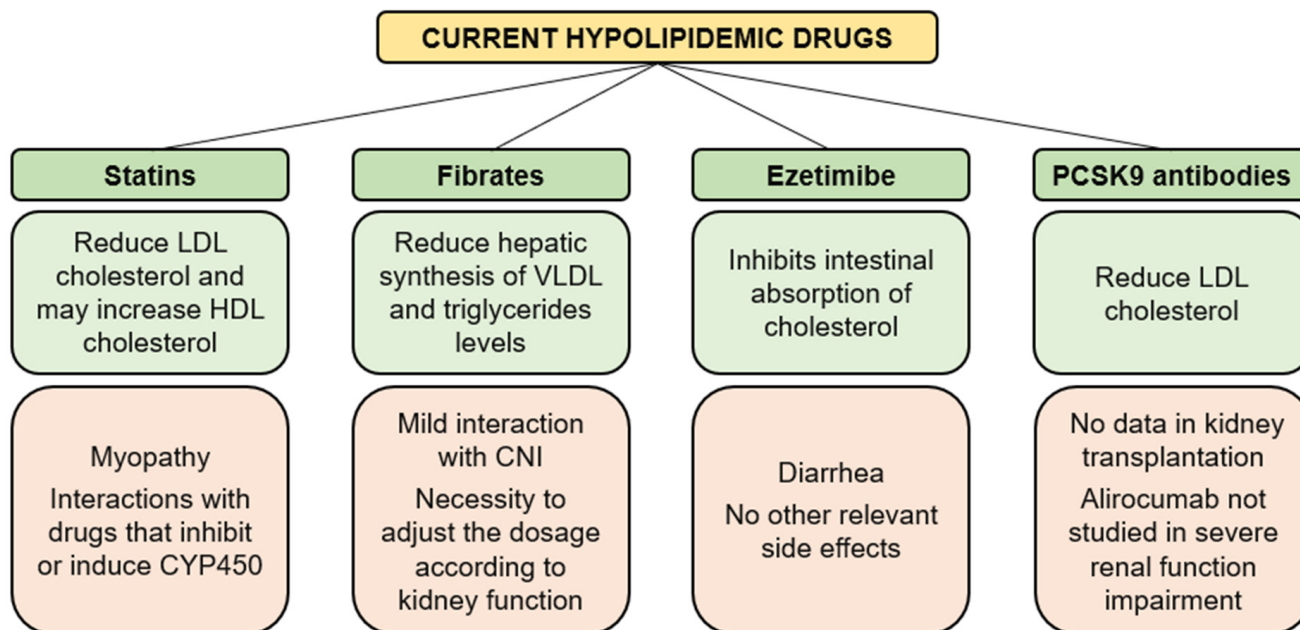 CURRENT HYPOLIPIDEMIC DRUGS
Statins
Reduce LDL
cholesterol and
may increase HDL
cholesterol
Myopathy
Interactions with
drugs that inhibit
or induce CYP450
Fibrates
Reduce hepatic
synthesis of VLDL
and triglycerides
levels
Mild interaction
with CNI
Necessity to
adjust the dosage
according to
kidney function
Ezetimibe
Inhibits intestinal
absorption of
cholesterol
Diarrhea
No other relevant
side effects
PCSK9 antibodies
Reduce LDL
cholesterol
No data in kidney
transplantation
Alirocumab not
studied in severe
renal function
impairment